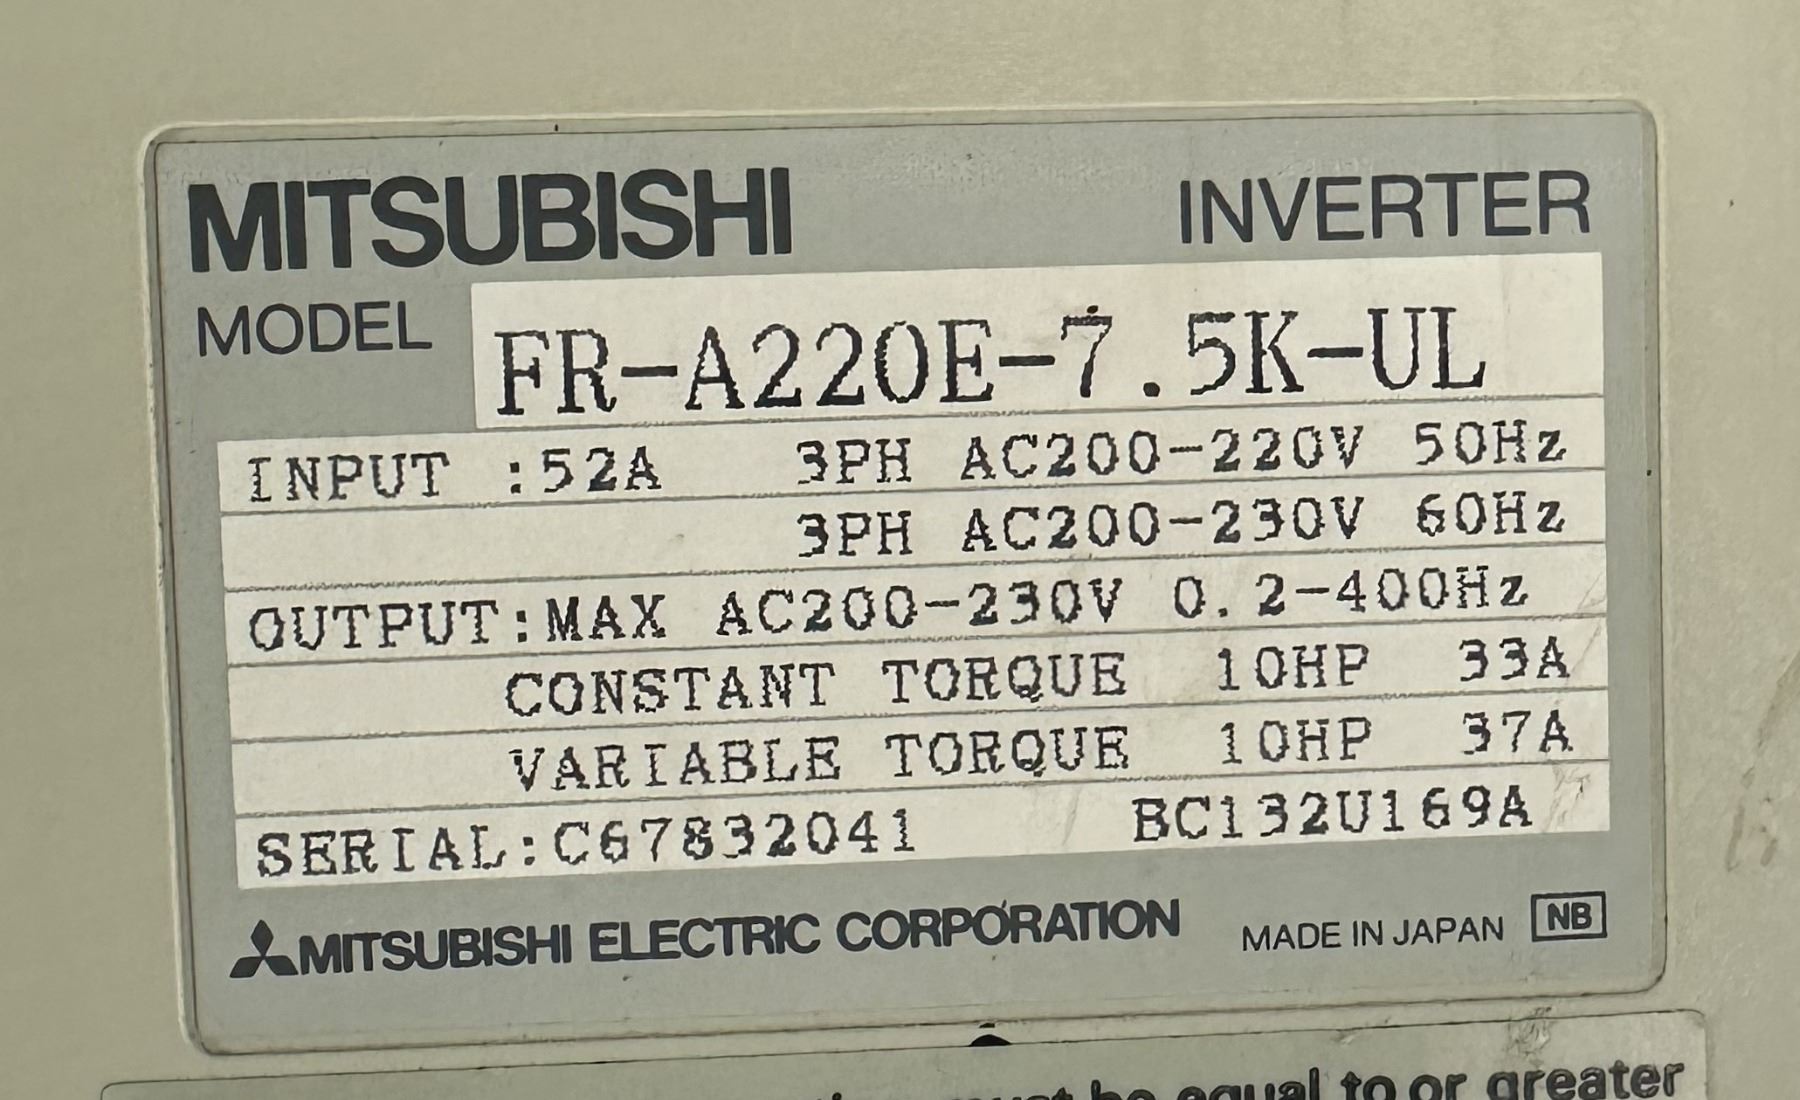 MITSUBISHI INVERTER
MODEL FR-A220E-7.5K-UL
INPUT :52A 3PH AC200-220V 50Hz
3PH AC200-230V 60Hz
OUTPUT:MAX AC200-230V 0.2-400Hz
CONSTANT TORQUE 10HP 33A
VARIABLE TORQUE 10HP 37A
SERIAL:C67832041 BC132U169A
MITSUBISHI ELECTRIC CORPORATION MADE IN JAPAN NB
must be equal to or greater